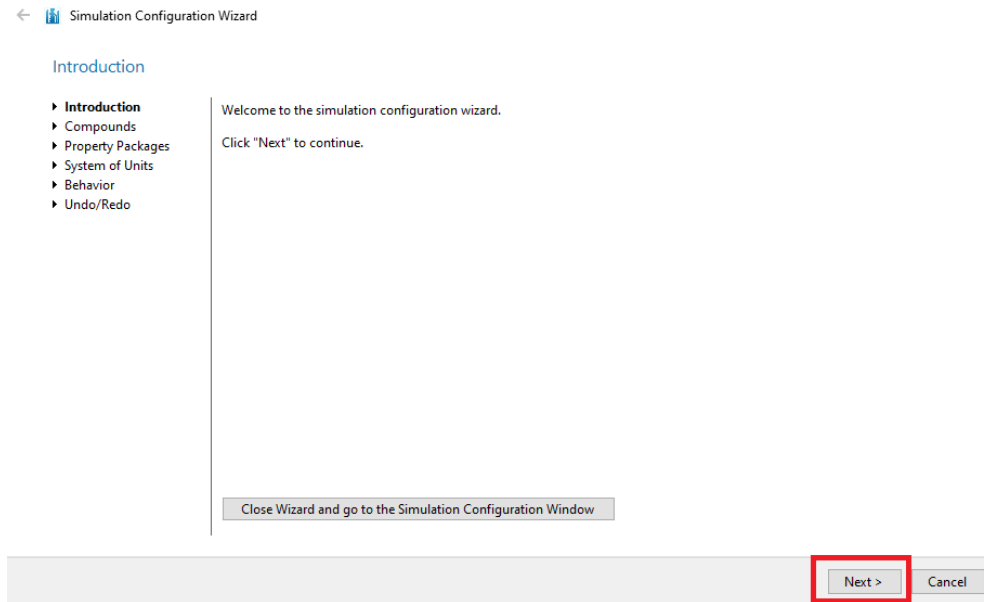 Simulation Configuration Wizard
Introduction
Introduction
Compounds
Property Packages
System of Units
Behavior
Undo/Redo
Welcome to the simulation configuration wizard.
Click "Next" to continue.
Close Wizard and go to the Simulation Configuration Window
Next >
Cancel